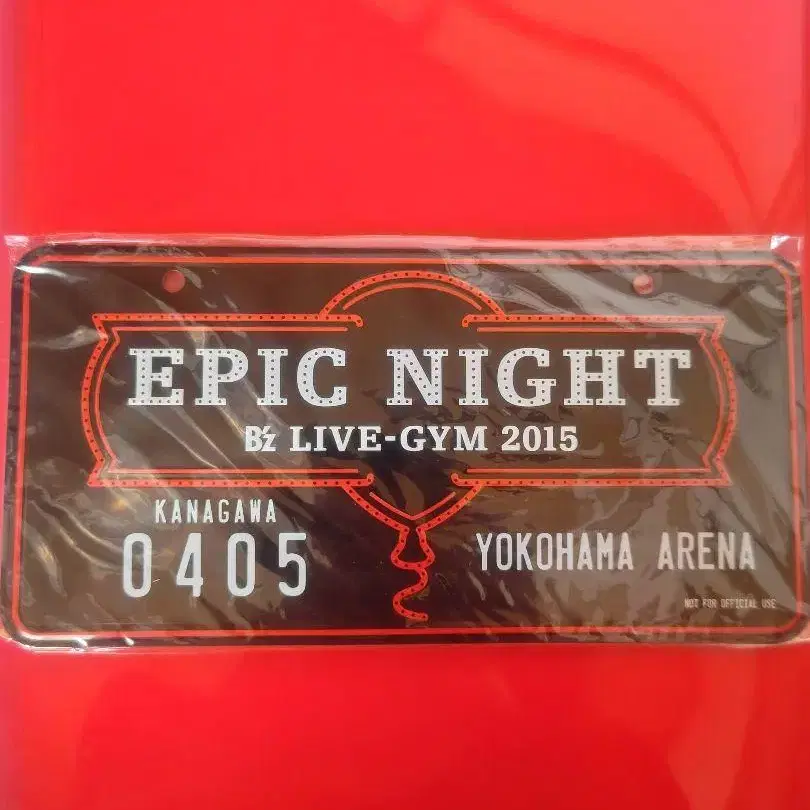 EPIC NIGHT
B'z LIVE-GYM 2015
KANAGAWA
0405
YOKOHAMA ARENA
NOT FOR OFFICIAL USE